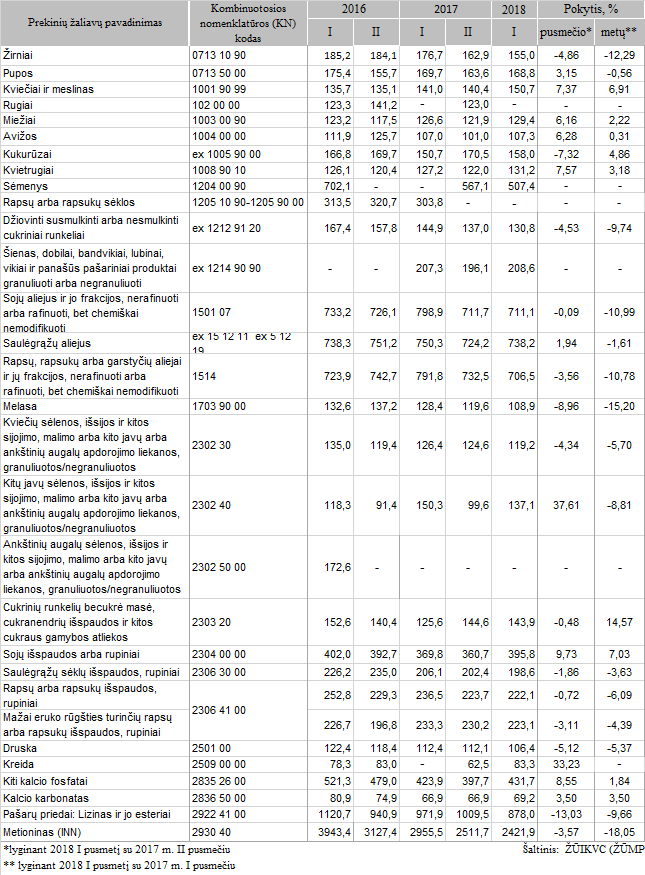 Prekinių žaliavų pavadinimas Kombinuotosios nomenklatūros (KN) kodas 2016 2017 2018 Pokytis, %
I II I II I pusmečio* metų**
Žirniai 0713 10 90 185,2 184,1 176,7 162,9 155,0 -4,86 -12,29
Pupos 0713 50 00 175,4 155,7 169,7 163,6 168,8 3,15 -0,56
Kviečiai ir meslinas 1001 90 99 135,7 135,1 141,0 140,4 150,7 7,37 6,91
Rugiai 102 00 00 123,3 141,2 - 123,0 - - -
Miežiai 1003 00 90 123,2 117,5 126,6 121,9 129,4 6,16 2,22
Avižos 1004 00 00 111,9 125,7 107,0 101,0 107,3 6,28 0,31
Kukurūzai ex 1005 90 00 166,8 169,7 150,7 170,5 158,0 -7,32 4,86
Kvietrugiai 1008 90 10 126,1 120,4 127,2 122,0 131,2 7,57 3,18
Sėmenys 1204 00 90 702,1 - - 567,1 507,4 - -
Rapsų arba rapsukų sėklos 1205 10 90-1205 90 00 313,5 320,7 303,8 - - - -
Džiovinti susmulkinti arba nesmulkinti
cukriniai runkeliai ex 1212 91 20 167,4 157,8 144,9 137,0 130,8 -4,53 -9,74
Šienas, dobilai, bandvikiai, lubinai,
vikiai ir panašūs pašariniai produktai
granuliuoti arba negranuliuoti ex 1214 90 90 - - 207,3 196,1 208,6 - -
Sojų aliejus ir jo frakcijos, nerafinuoti
arba rafinuoti, bet chemiškai
nemodifikuoti 1501 07 733,2 726,1 798,9 711,7 711,1 -0,09 -10,99
Saulėgrąžų aliejus ex 15 12 11 ex 5 12 19 738,3 751,2 750,3 724,2 738,2 1,94 -1,61
Rapsų, rapsukų arba garstyčių aliejai
ir jų frakcijos, nerafinuoti arba
rafinuoti, bet chemiškai nemodifikuoti 1514 723,9 742,7 791,8 732,5 706,5 -3,56 -10,78
Melasa 1703 90 00 132,6 137,2 128,4 119,6 108,9 -8,96 -15,20
Kviečių sėlenos, išsijos ir kitos
sijojimo, malimo arba kito javų arba
ankštinių augalų apdorojimo liekanos,
granuliuotos/negranuliuotos 2302 30 135,0 119,4 126,4 124,6 119,2 -4,34 -5,70
Kitų javų sėlenos, išsijos ir kitos
sijojimo, malimo arba kito javų arba
ankštinių augalų apdorojimo liekanos,
granuliuotos/negranuliuotos 2302 40 118,3 91,4 150,3 99,6 137,1 37,61 -8,81
Ankštinių augalų sėlenos, išsijos ir
kitos sijojimo, malimo arba kito javų
arba ankštinių augalų apdorojimo
liekanos, granuliuotos/negranuliuotos 2302 50 00 172,6 - - - - - -
Cukrinių runkelių becukrė masė,
cukranendrių išspaudos ir kitos
cukraus gamybos atliekos 2303 20 152,6 140,4 125,6 144,6 143,9 -0,48 14,57
Sojų išspaudos arba rupiniai 2304 00 00 402,0 392,7 369,8 360,7 395,8 9,73 7,03
Saulėgrąžų sėklų išspaudos, rupiniai 2306 30 00 226,2 235,0 206,1 202,4 198,6 -1,86 -3,63
Rapsų arba rapsukų išspaudos,
rupiniai 2306 41 00 252,8 229,3 236,5 223,7 222,1 -0,72 -6,09
Mažai eruko rūgšties turinčių rapsų
arba rapsukų išspaudos, rupiniai 226,7 196,8 233,3 230,2 223,1 -3,11 -4,39
Druska 2501 00 122,4 118,4 112,4 112,1 106,4 -5,12 -5,37
Kreida 2509 00 00 78,3 83,0 - 62,5 83,3 33,23 -
Kiti kalcio fosfatai 2835 26 00 521,3 479,0 423,9 397,7 431,7 8,55 1,84
Kalcio karbonatas 2836 50 00 80,9 74,9 66,9 66,9 69,2 3,50 3,50
Pašarų priedai: Lizinas ir jo esteriai 2922 41 00 1120,7 940,9 971,9 1009,5 878,0 -13,03 -9,66
Metioninas (INN) 2930 40 3943,4 3127,4 2955,5 2511,7 2421,9 -3,57 -18,05
*lyginant 2018 I pusmetį su 2017 m. II pusmečiu Šaltinis: ŽŪIKVC (ŽŪMP
** lyginant 2018 I pusmetį su 2017 m. I pusmečiu